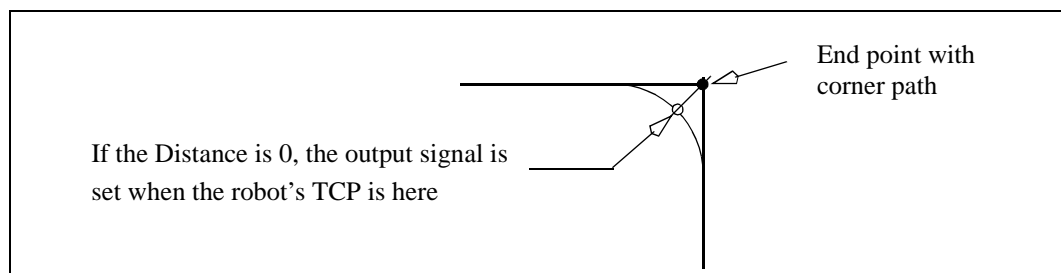 End point with
corner path
If the Distance is 0, the output signal is
set when the robot's TCP is here